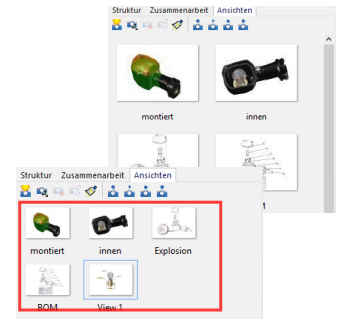 Struktur Zusammenarbeit Ansichten
montiert innen
Struktur Zusammenarbeit Ansichten
montiert innen Explosion
BOM View 1